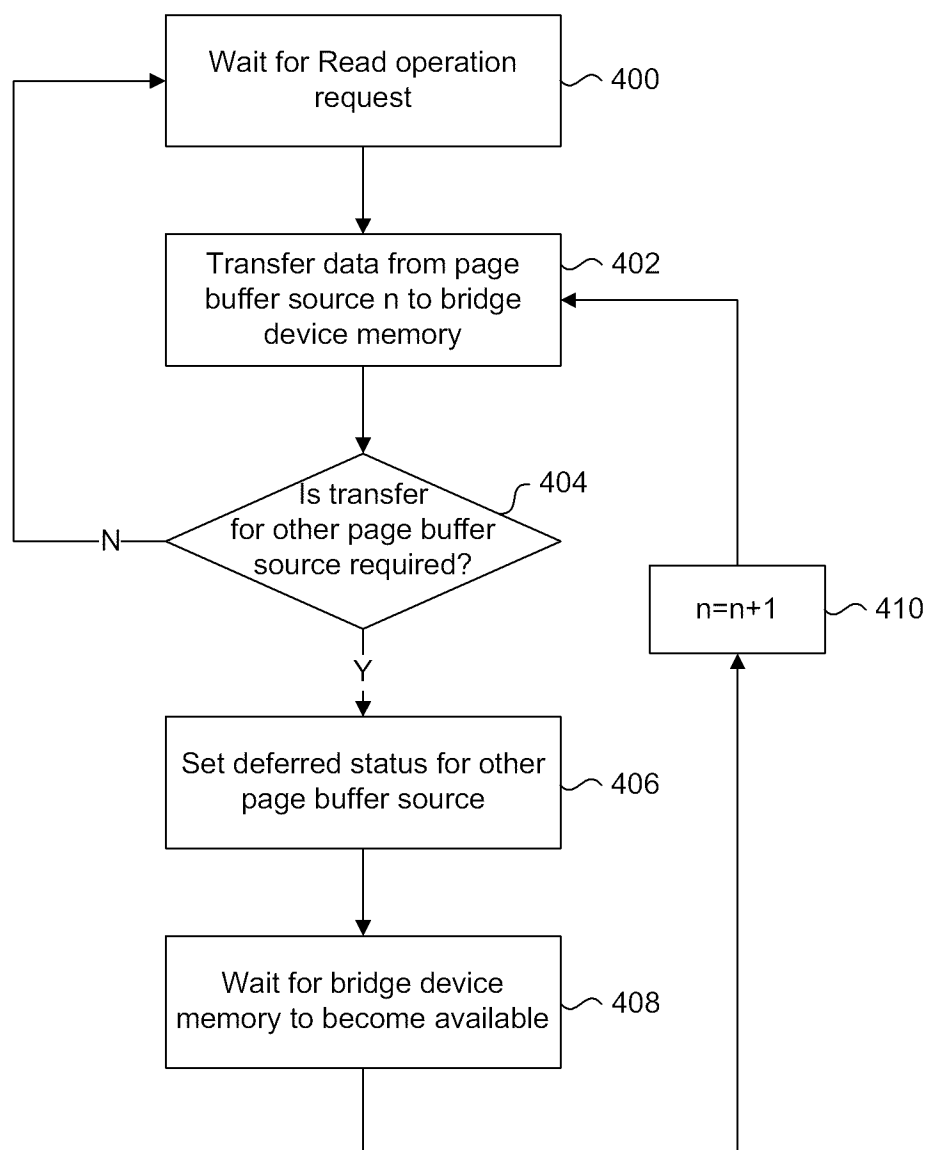 Wait for Read operation
request
400
Transfer data from page
buffer source n to bridge
device memory
402
Is transfer
for other page buffer
source required?
404
N
Y
n=n+1
410
Set deferred status for other
page buffer source
406
Wait for bridge device
memory to become available
408